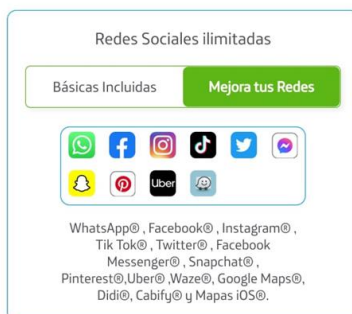 Redes Sociales ilimitadas
Básicas Incluidas
Mejora tus Redes
Uber
WhatsApp® , Facebook® , Instagram® ,
Tik Tok® , Twitter® , Facebook
Messenger® , Snapchat® ,
Pinterest®,Uber® ,Waze®, Google Maps®,
Didi®, Cabify® y Mapas iOS®.